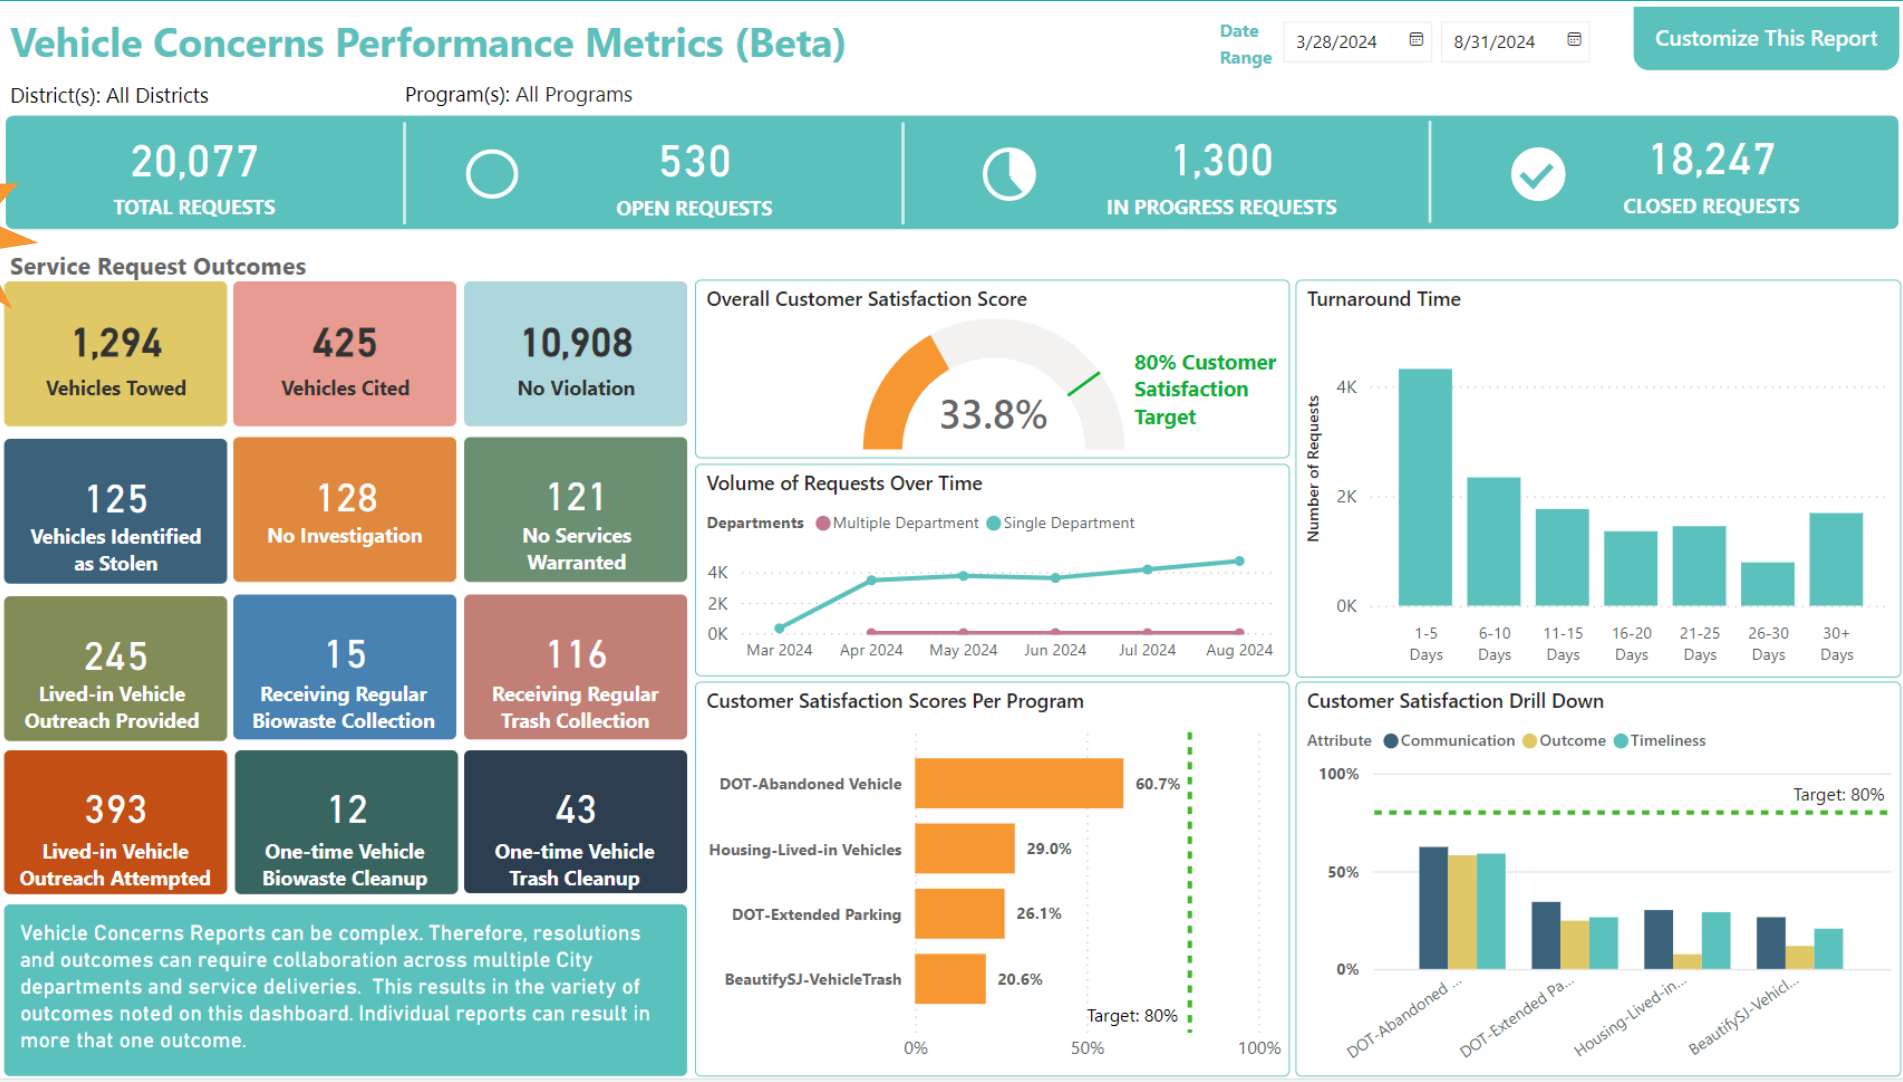 Vehicle Concerns Performance Metrics (Beta)
Date
Range
3/28/2024
8/31/2024
Customize This Report
District(s): All Districts
Program(s): All Programs
20,077
TOTAL REQUESTS
530
OPEN REQUESTS
1,300
IN PROGRESS REQUESTS
18,247
CLOSED REQUESTS
Service Request Outcomes
1,294
Vehicles Towed
425
Vehicles Cited
10,908
No Violation
125
Vehicles Identified
as Stolen
128
No Investigation
121
No Services
Warranted
245
Lived-in Vehicle
Outreach Provided
15
Receiving Regular
Biowaste Collection
116
Receiving Regular
Trash Collection
393
Lived-in Vehicle
Outreach Attempted
12
One-time Vehicle
Biowaste Cleanup
43
One-time Vehicle
Trash Cleanup
Vehicle Concerns Reports can be complex. Therefore, resolutions
and outcomes can require collaboration across multiple City
departments and service deliveries. This results in the variety of
outcomes noted on this dashboard. Individual reports can result in
more that one outcome.
Overall Customer Satisfaction Score
33.8%
80% Customer
Satisfaction
Target
Volume of Requests Over Time
Departments Multiple Department Single Department
4K
2K
0K
Mar 2024 Apr 2024 May 2024 Jun 2024 Jul 2024 Aug 2024
Customer Satisfaction Scores Per Program
DOT-Abandoned Vehicle 60.7%
Housing-Lived-in Vehicles 29.0%
DOT-Extended Parking 26.1%
BeautifySJ-VehicleTrash 20.6%
Target: 80%
0% 50% 100%
Turnaround Time
Number of Requests
4K
2K
0K
1-5
Days
6-10
Days
11-15
Days
16-20
Days
21-25
Days
26-30
Days
30+
Days
Customer Satisfaction Drill Down
Attribute Communication Outcome Timeliness
100%
Target: 80%
50%
0%
DOT-Abandoned ...
DOT-Extended Pa...
Housing-Lived-in...
BeautifySJ-Vehicl...